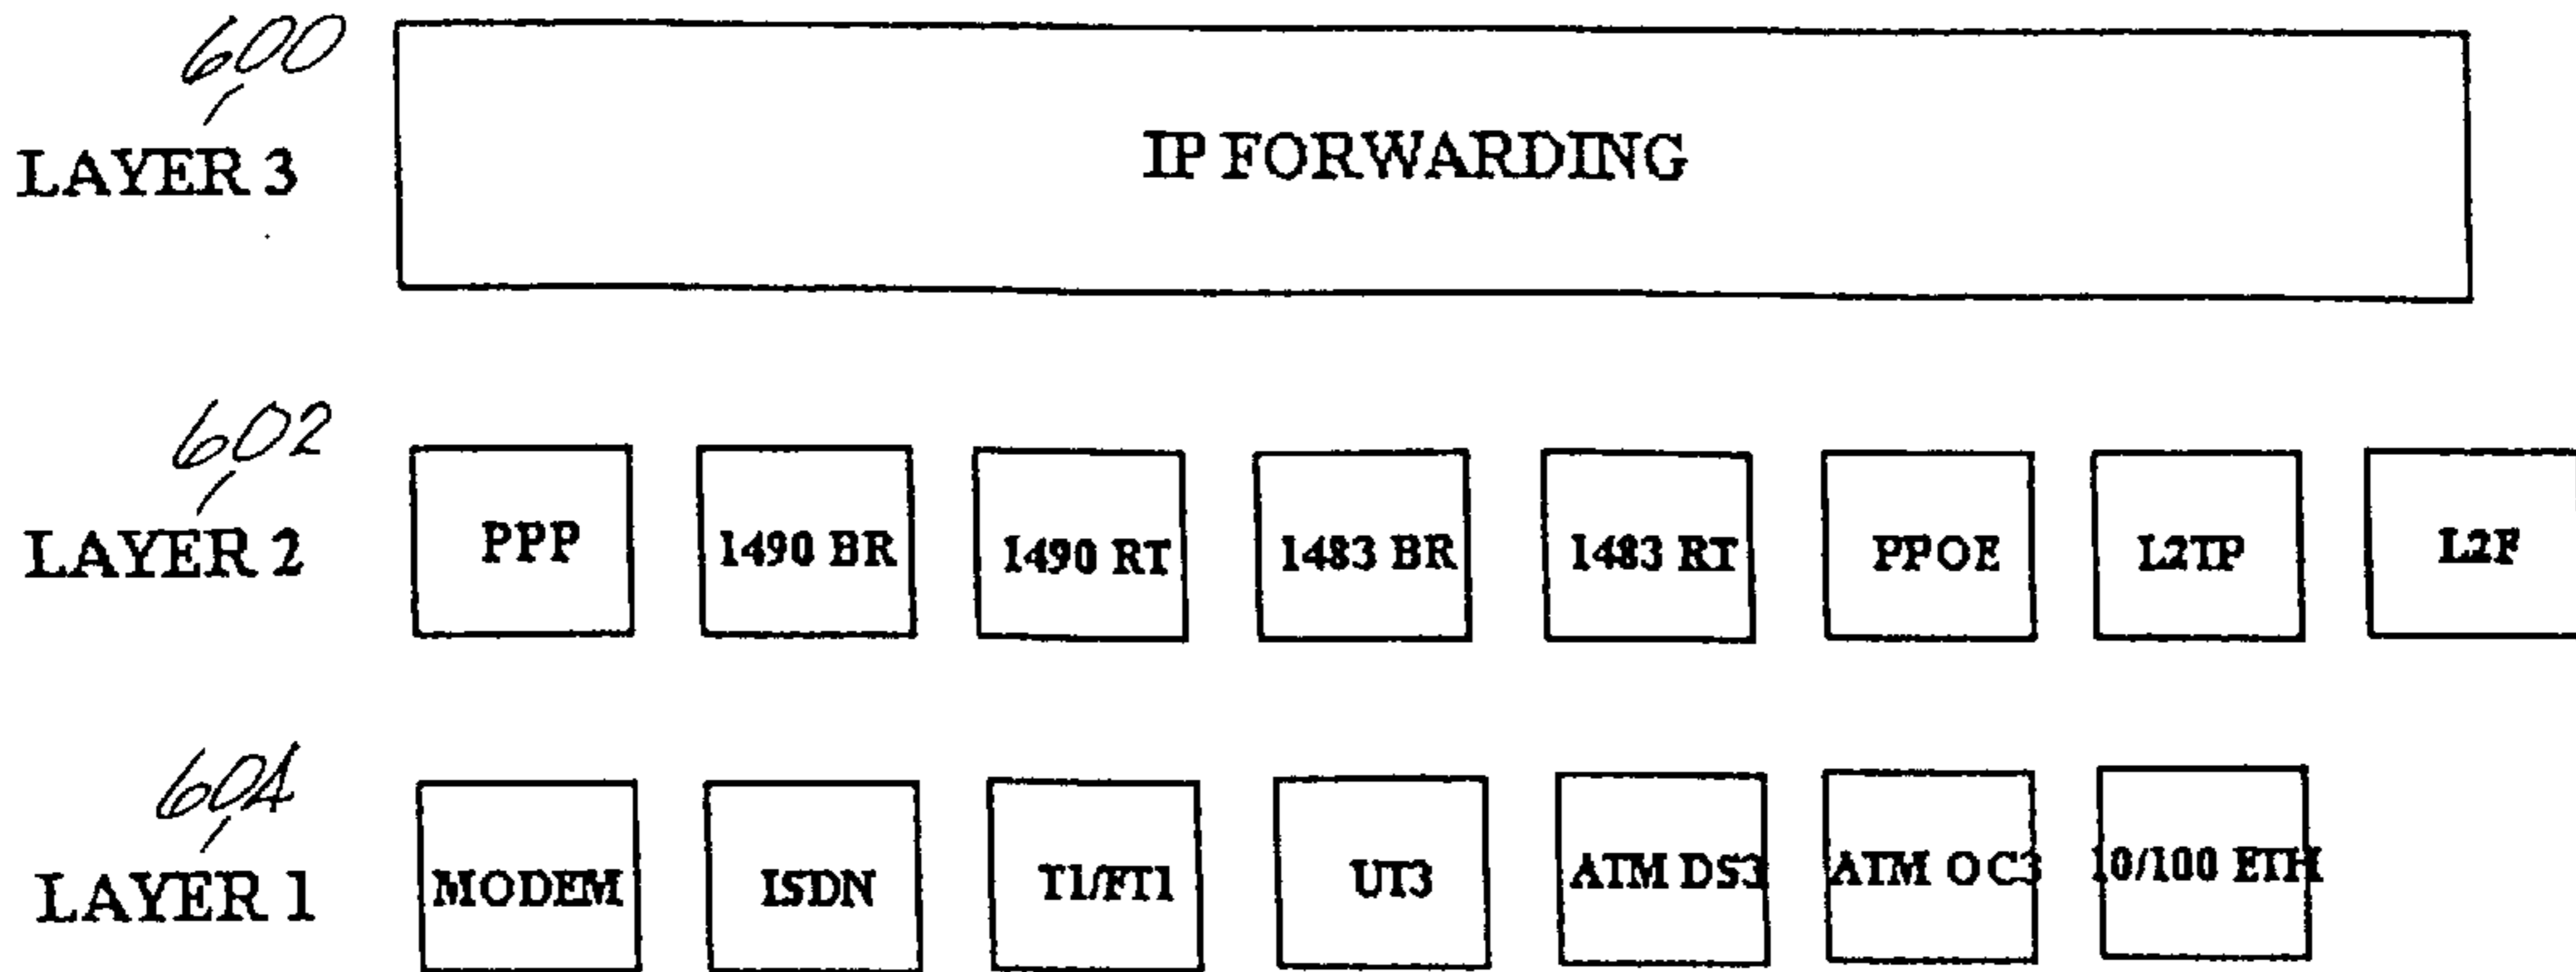 600
LAYER 3
IP FORWARDING
602
LAYER 2
PPP
1490 BR
1490 RT
1483 BR
1483 RT
PPOE
L2TP
L2F
604
LAYER 1
MODEM
ISDN
T1/FT1
UT3
ATM DS3
ATM OC3
10/100 ETH